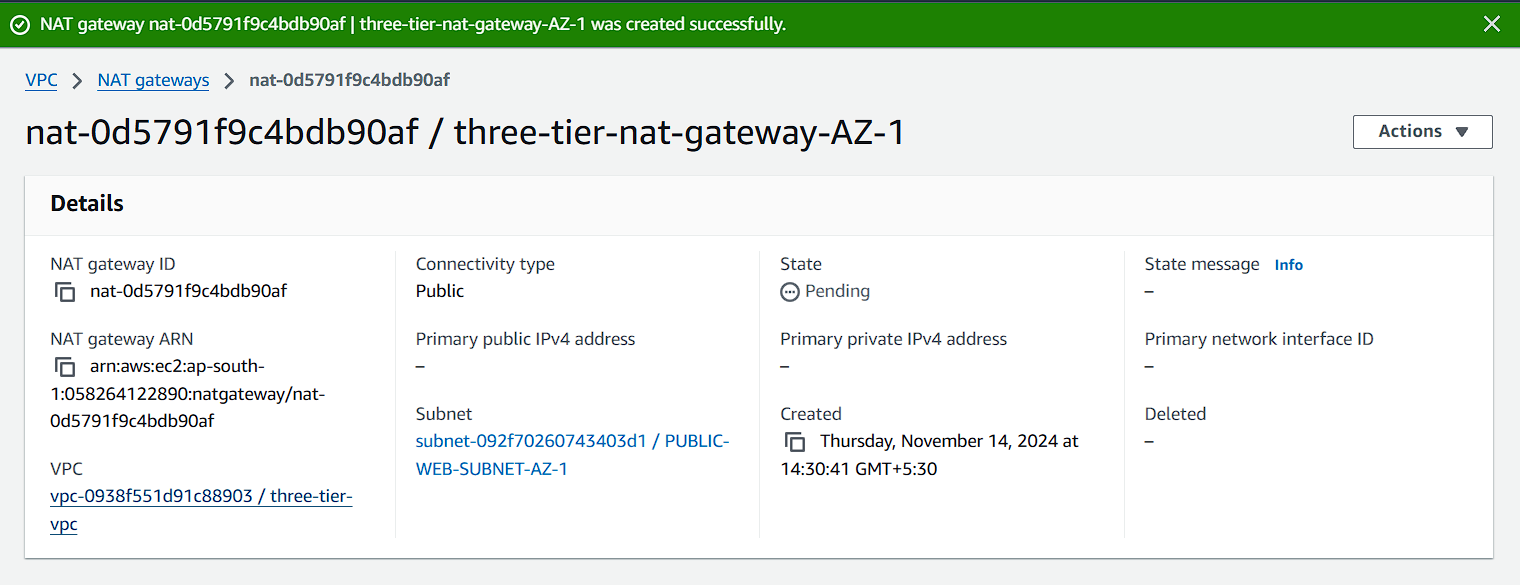 NAT gateway nat-0d5791f9c4bdb90af | three-tier-nat-gateway-AZ-1 was created successfully.
VPC > NAT gateways > nat-0d5791f9c4bdb90af
nat-0d5791f9c4bdb90af / three-tier-nat-gateway-AZ-1
Actions
Details
NAT gateway ID
nat-0d5791f9c4bdb90af
NAT gateway ARN
arn:aws:ec2:ap-south-
1:058264122890:natgateway/nat-
0d5791f9c4bdb90af
VPC
vpc-0938f551d91c88903 / three-tier-
vpc
Connectivity type
Public
Primary public IPv4 address
–
Subnet
subnet-092f70260743403d1 / PUBLIC-
WEB-SUBNET-AZ-1
State
Pending
Primary private IPv4 address
–
Created
Thursday, November 14, 2024 at
14:30:41 GMT+5:30
State message Info
–
Primary network interface ID
–
Deleted
–